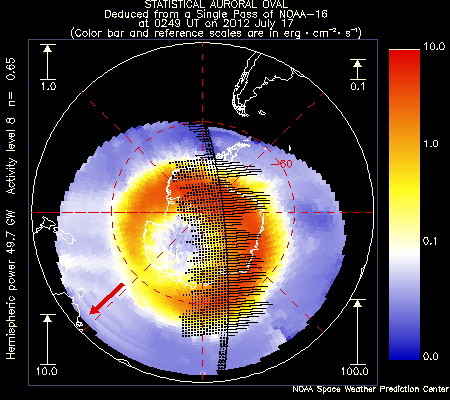 STATISTICAL AURORAL OVAL
Deduced from a Single Pass of NOAA-16
at 0249 UT on 2012 July 17
(Color bar and reference scales are in erg·cm⁻²·s⁻¹)
Hemispheric power 49.7 GW Activity level 8 n= 0.65
1.0
0.1
10.0
100.0
-60
10.0
1.0
0.1
0.0
NOAA Space Weather Prediction Center